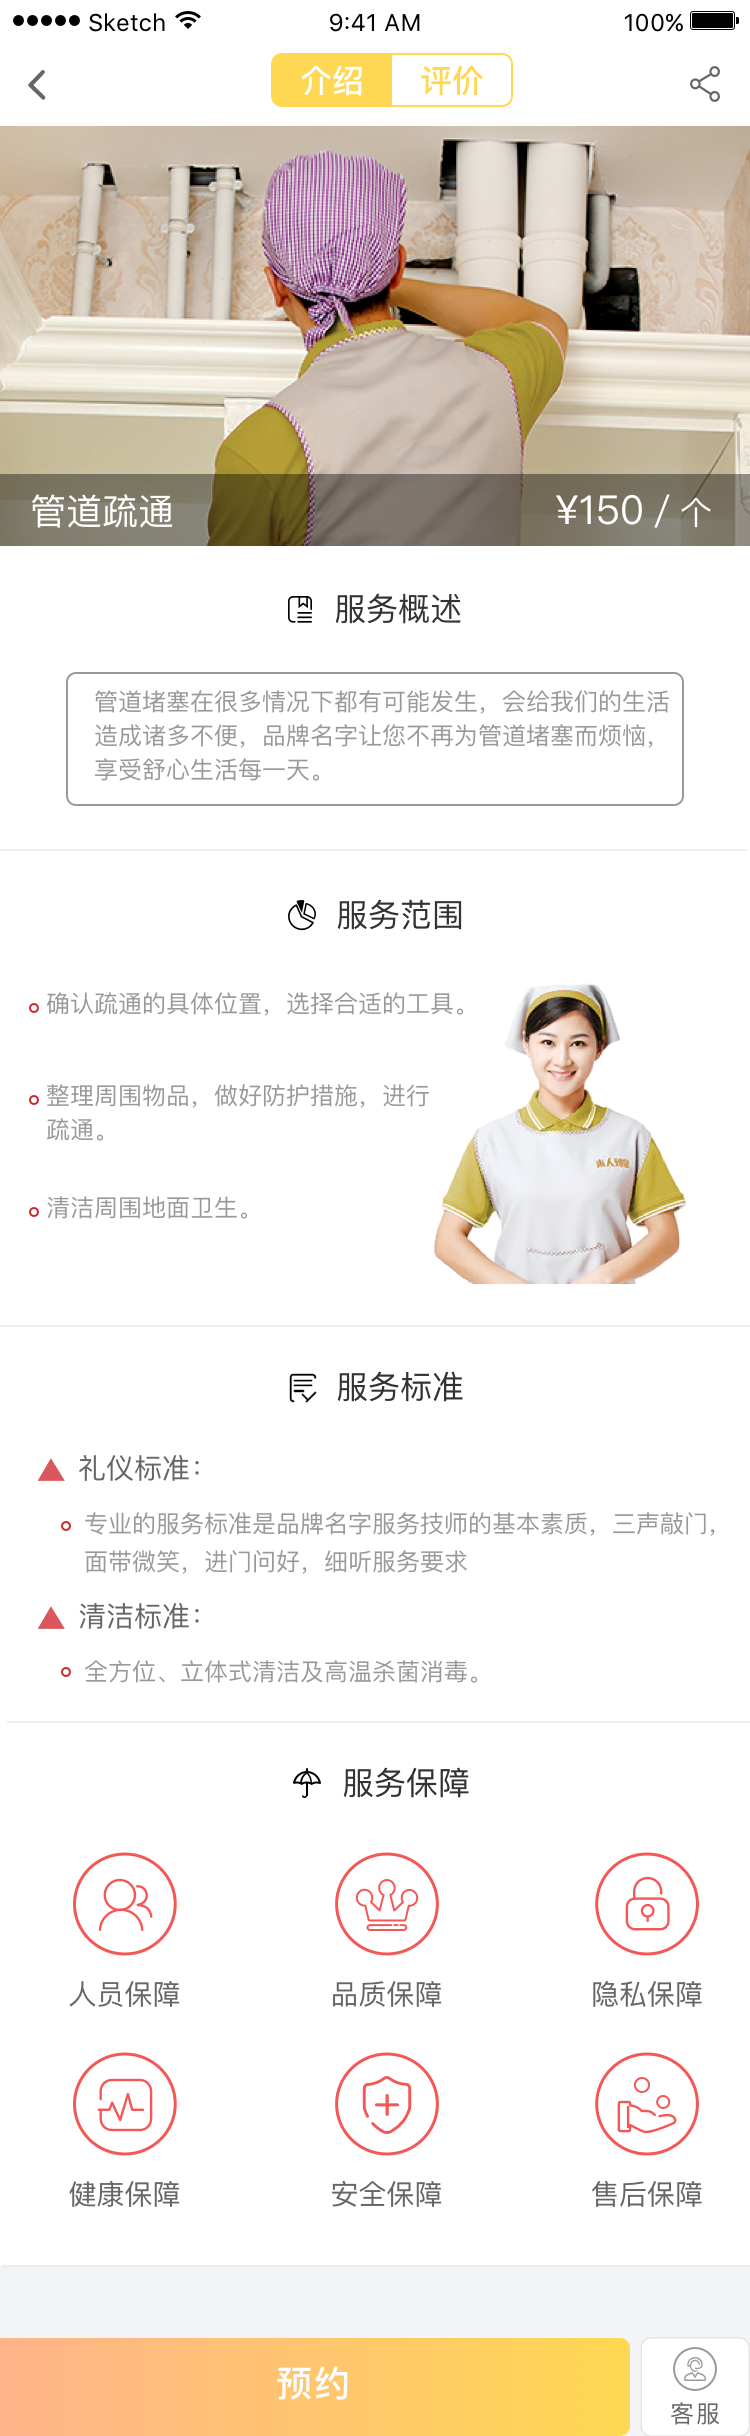 Sketch 9:41 AM 100%
介绍 评价
管道疏通 ¥150 / 个
服务概述
管道堵塞在很多情况下都有可能发生，会给我们的生活
造成诸多不便，品牌名字让您不再为管道堵塞而烦恼，
享受舒心生活每一天。
服务范围
确认疏通的具体位置，选择合适的工具。
整理周围物品，做好防护措施，进行
疏通。
清洁周围地面卫生。
服务标准
礼仪标准：
专业的服务标准是品牌名字服务技师的基本素质，三声敲门，
面带微笑，进门问好，细听服务要求
清洁标准：
全方位、立体式清洁及高温杀菌消毒。
服务保障
人员保障 品质保障 隐私保障
健康保障 安全保障 售后保障
预约 客服